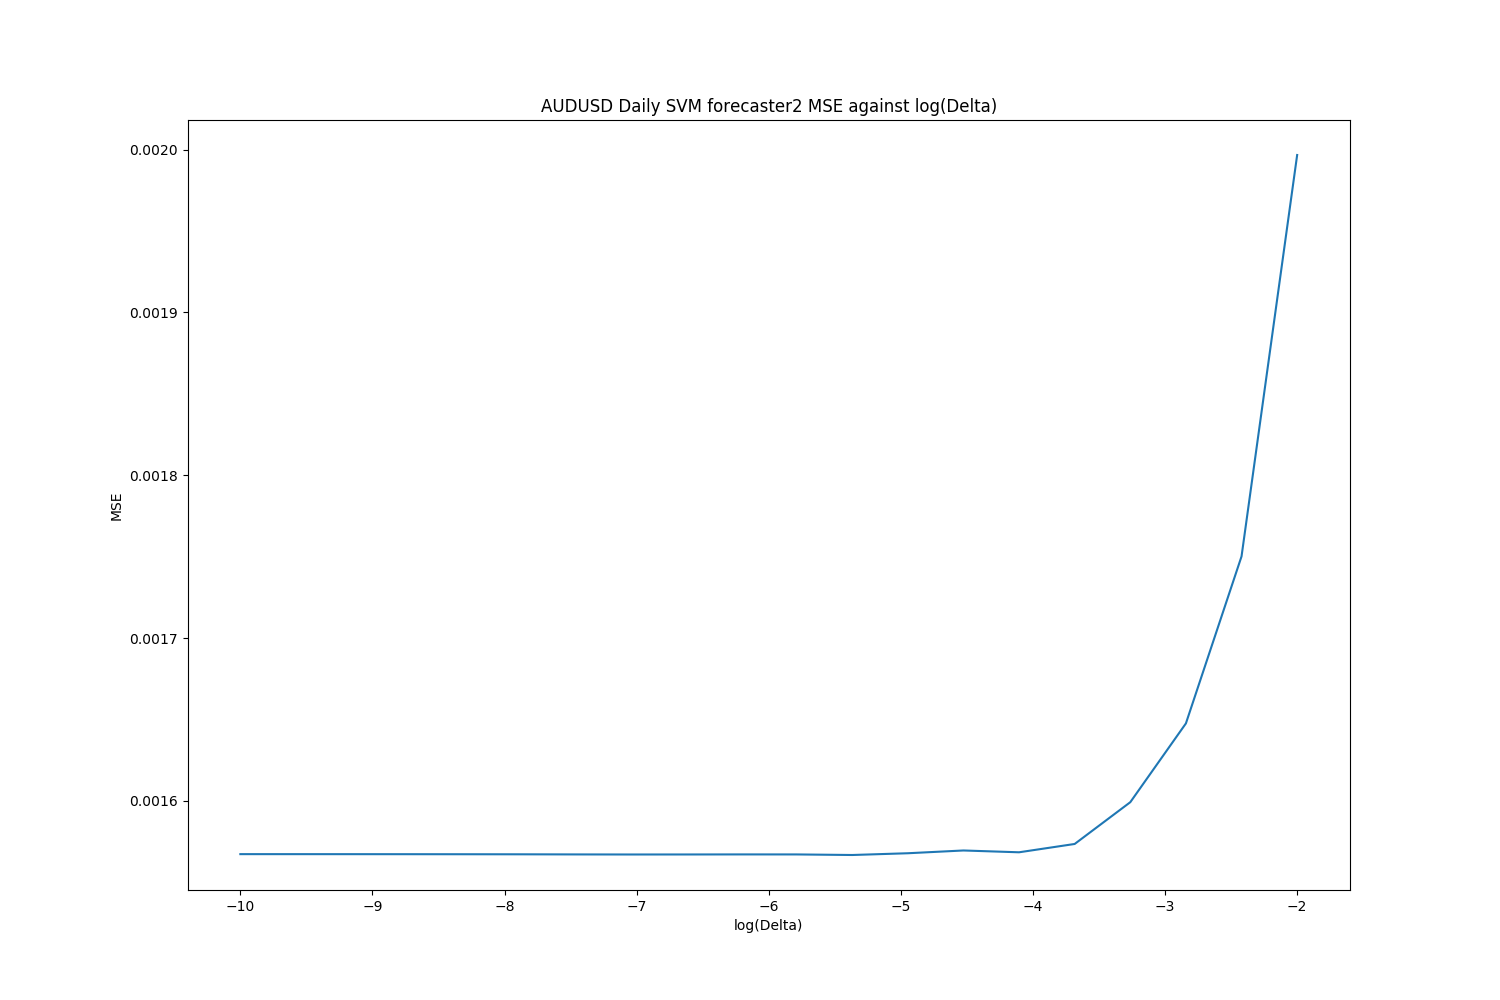 AUDUSD Daily SVM forecaster2 MSE against log(Delta)
0.0020
0.0019
0.0018
MSE
0.0017
0.0016
−10 −9 −8 −7 −6 −5 −4 −3 −2
log(Delta)